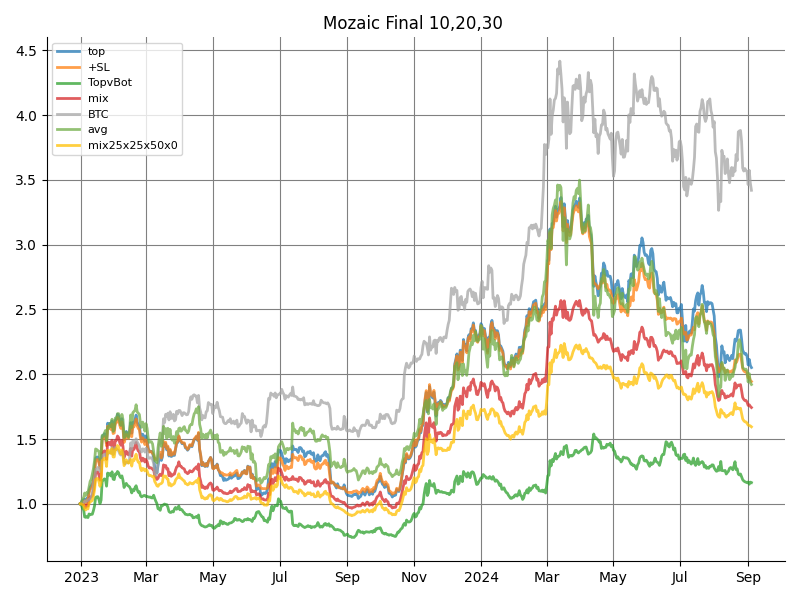 Mozaic Final 10,20,30
4.5
4.0
3.5
3.0
2.5
2.0
1.5
1.0
top
+SL
TopvBot
mix
BTC
avg
mix25x25x50x0
2023
Mar
May
Jul
Sep
Nov
2024
Mar
May
Jul
Sep